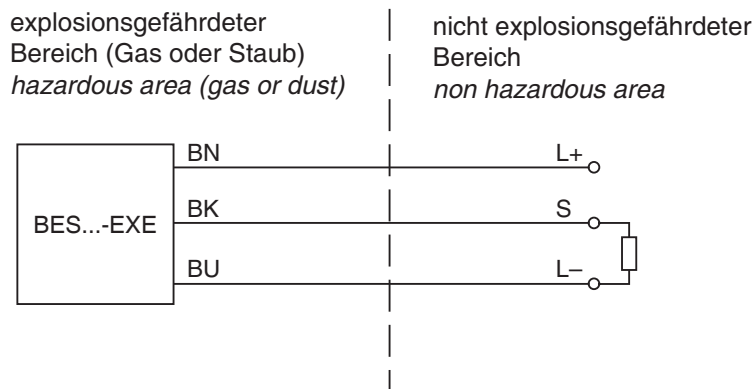 explosionsgefährdeter
Bereich (Gas oder Staub)
hazardous area (gas or dust)
nicht explosionsgefährdeter
Bereich
non hazardous area
BN
L+
BES...-EXE
BK
S
BU
L–